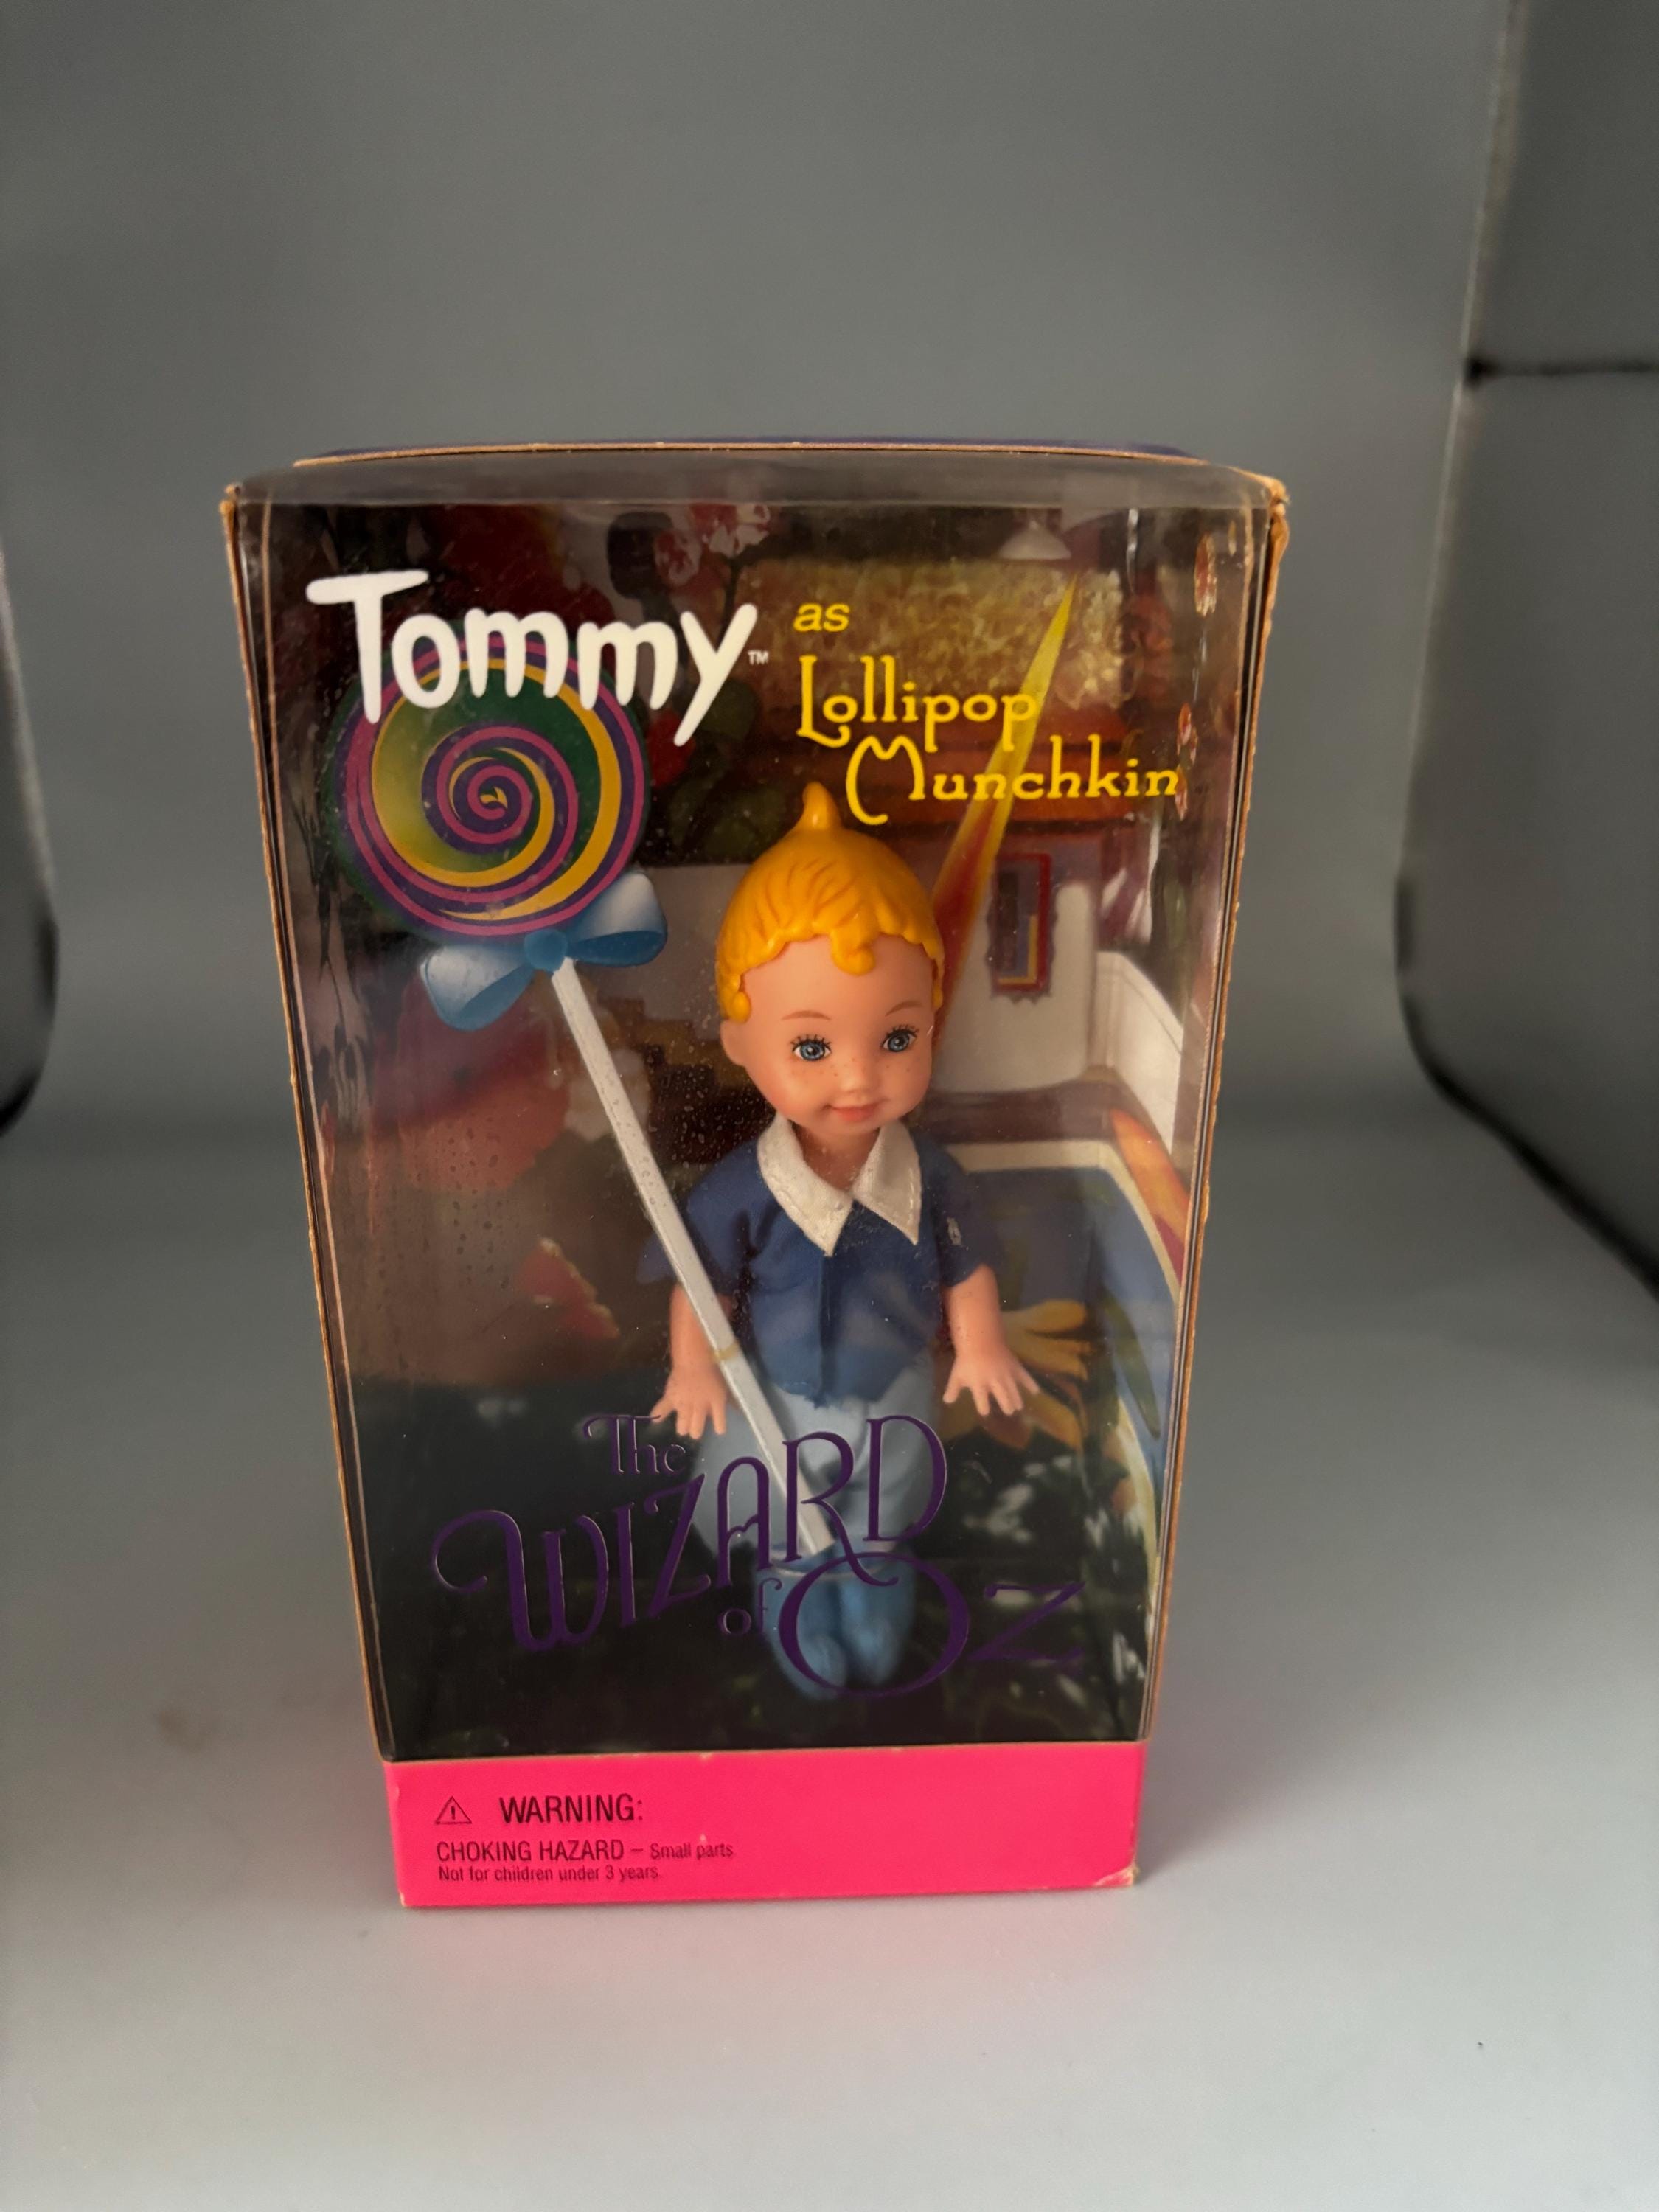 Tommy™ as
Lollipop
Munchkin
The
WIZARD
of Oz
⚠ WARNING:
CHOKING HAZARD – Small parts
Not for children under 3 years.